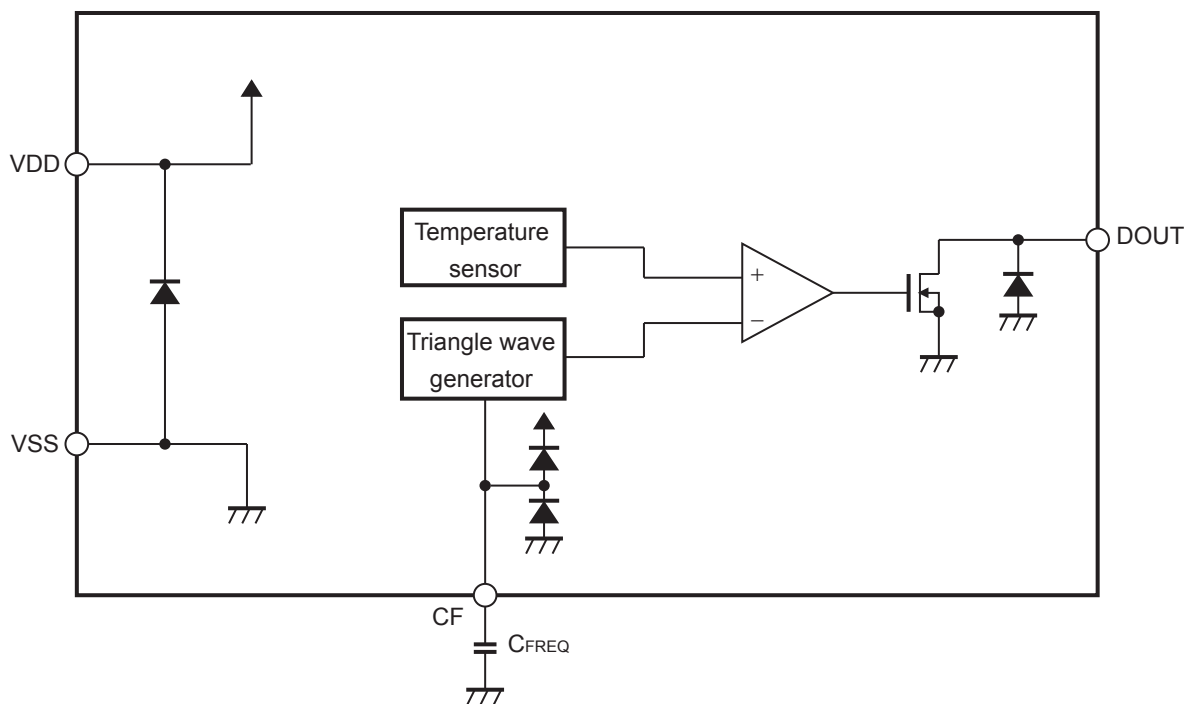 VDD
Temperature
sensor
+
−
DOUT
Triangle wave
generator
VSS
CF
CFREQ